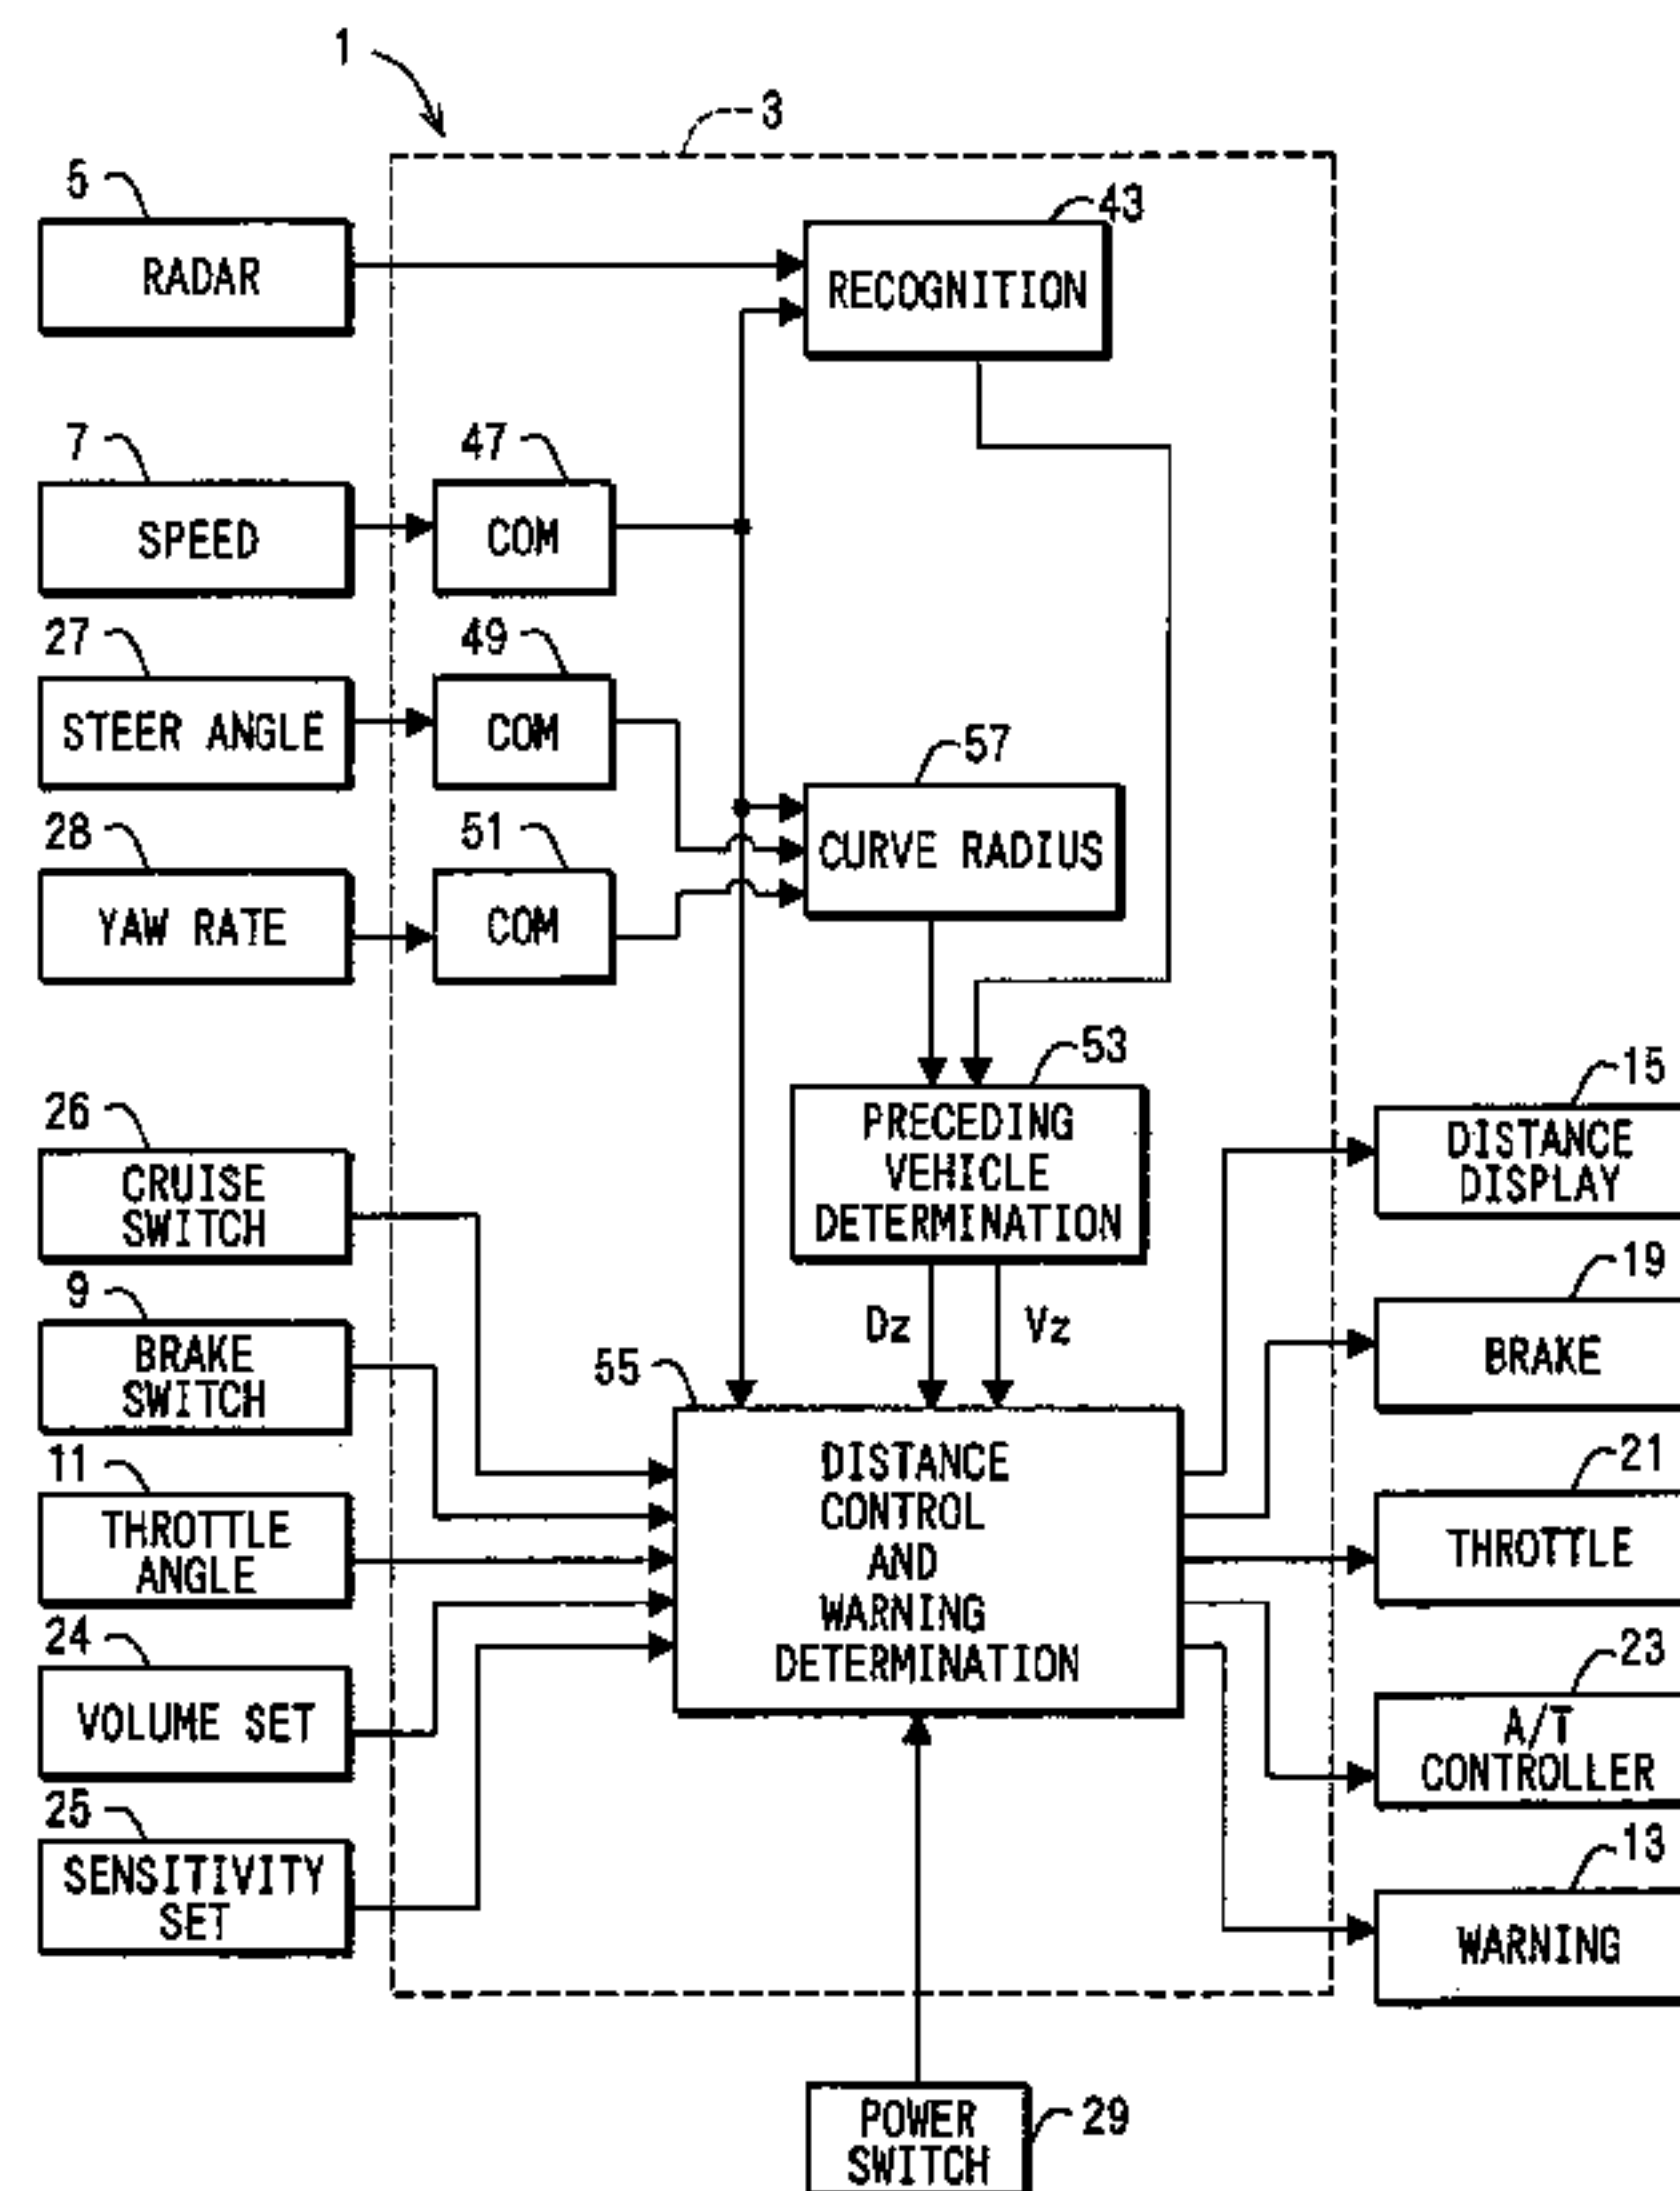 1
3
5
RADAR
43
RECOGNITION
7
SPEED
47
COM
27
STEER ANGLE
49
COM
28
YAW RATE
51
COM
57
CURVE RADIUS
53
PRECEDING
VEHICLE
DETERMINATION
Dz
Vz
26
CRUISE
SWITCH
9
BRAKE
SWITCH
11
THROTTLE
ANGLE
24
VOLUME SET
25
SENSITIVITY
SET
55
DISTANCE
CONTROL
AND
WARNING
DETERMINATION
15
DISTANCE
DISPLAY
19
BRAKE
21
THROTTLE
23
A/T
CONTROLLER
13
WARNING
POWER
SWITCH
29